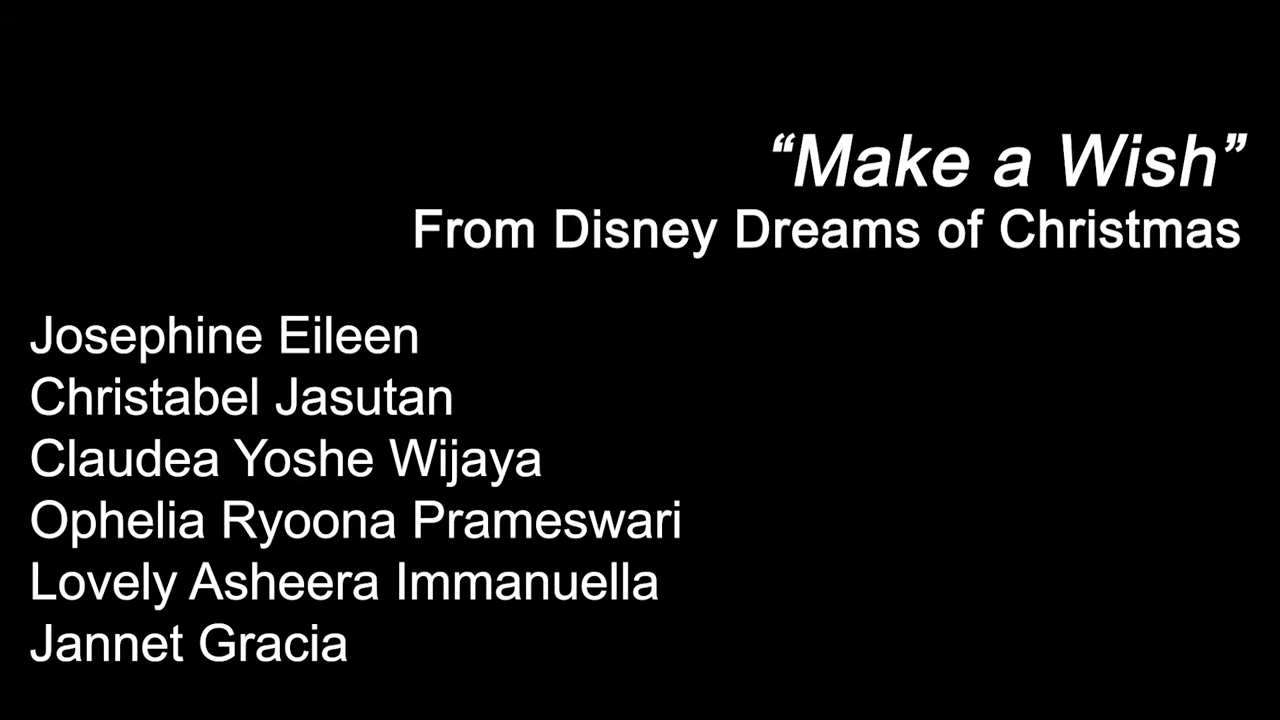 “Make a Wish”
From Disney Dreams of Christmas
Josephine Eileen
Christabel Jasutan
Claudea Yoshe Wijaya
Ophelia Ryoona Prameswari
Lovely Asheera Immanuella
Jannet Gracia